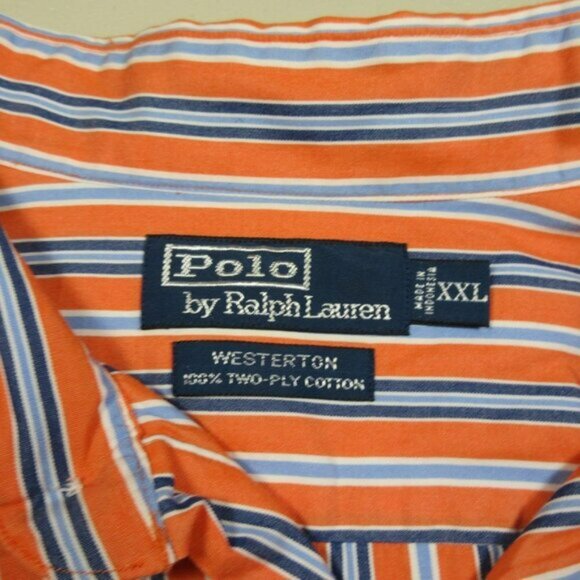 Polo
by Ralph Lauren
MADE IN
INDONESIA
XXL
WESTERTON
100% TWO-PLY COTTON